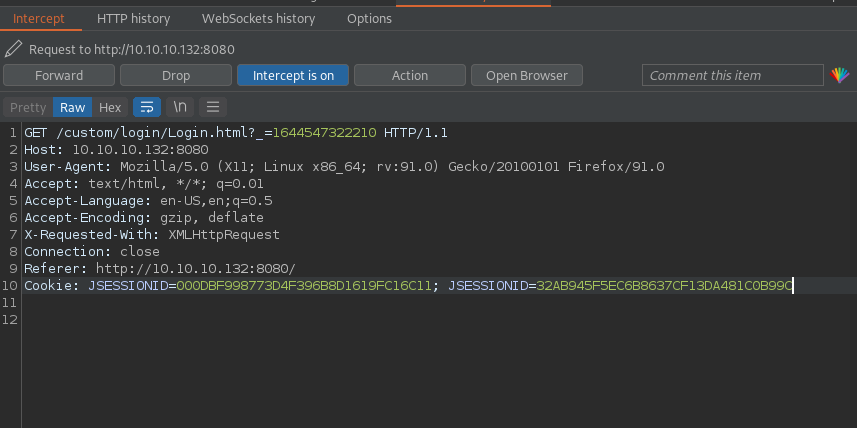 Intercept HTTP history WebSockets history Options
Request to http://10.10.10.132:8080
Forward Drop Intercept is on Action Open Browser Comment this item
Pretty Raw Hex \n
1 GET /custom/login/Login.html?_=1644547322210 HTTP/1.1
2 Host: 10.10.10.132:8080
3 User-Agent: Mozilla/5.0 (X11; Linux x86_64; rv:91.0) Gecko/20100101 Firefox/91.0
4 Accept: text/html, */*; q=0.01
5 Accept-Language: en-US,en;q=0.5
6 Accept-Encoding: gzip, deflate
7 X-Requested-With: XMLHttpRequest
8 Connection: close
9 Referer: http://10.10.10.132:8080/
10 Cookie: JSESSIONID=000DBF998773D4F396B8D1619FC16C11; JSESSIONID=32AB945F5EC6B8637CF13DA481C0B99C
11
12